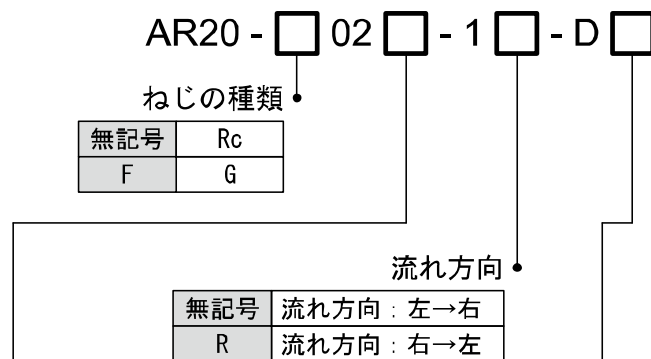 AR20 - □ 02 □ - 1 □ - D □
ねじの種類
無記号 Rc
F G
流れ方向
無記号 流れ方向：左→右
R 流れ方向：右→左